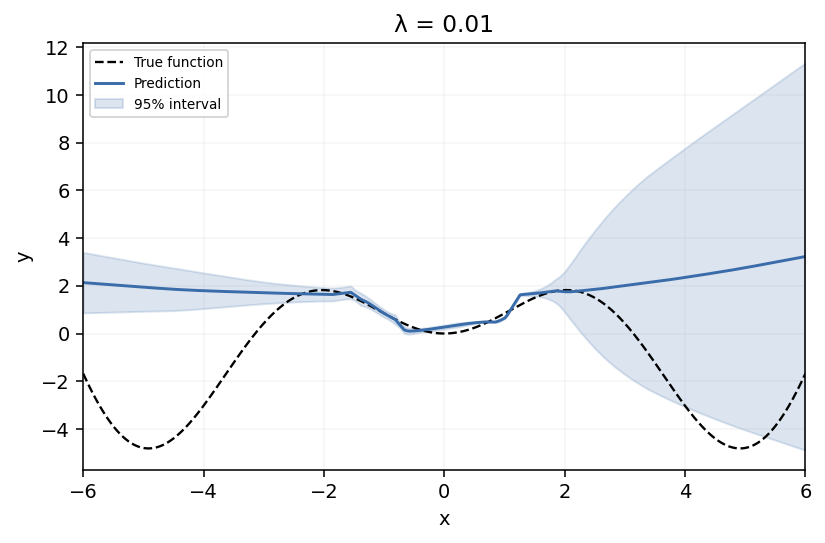 λ = 0.01
True function
Prediction
95% interval
12
10
8
6
4
2
0
−2
−4
y
−6 −4 −2 0 2 4 6
x